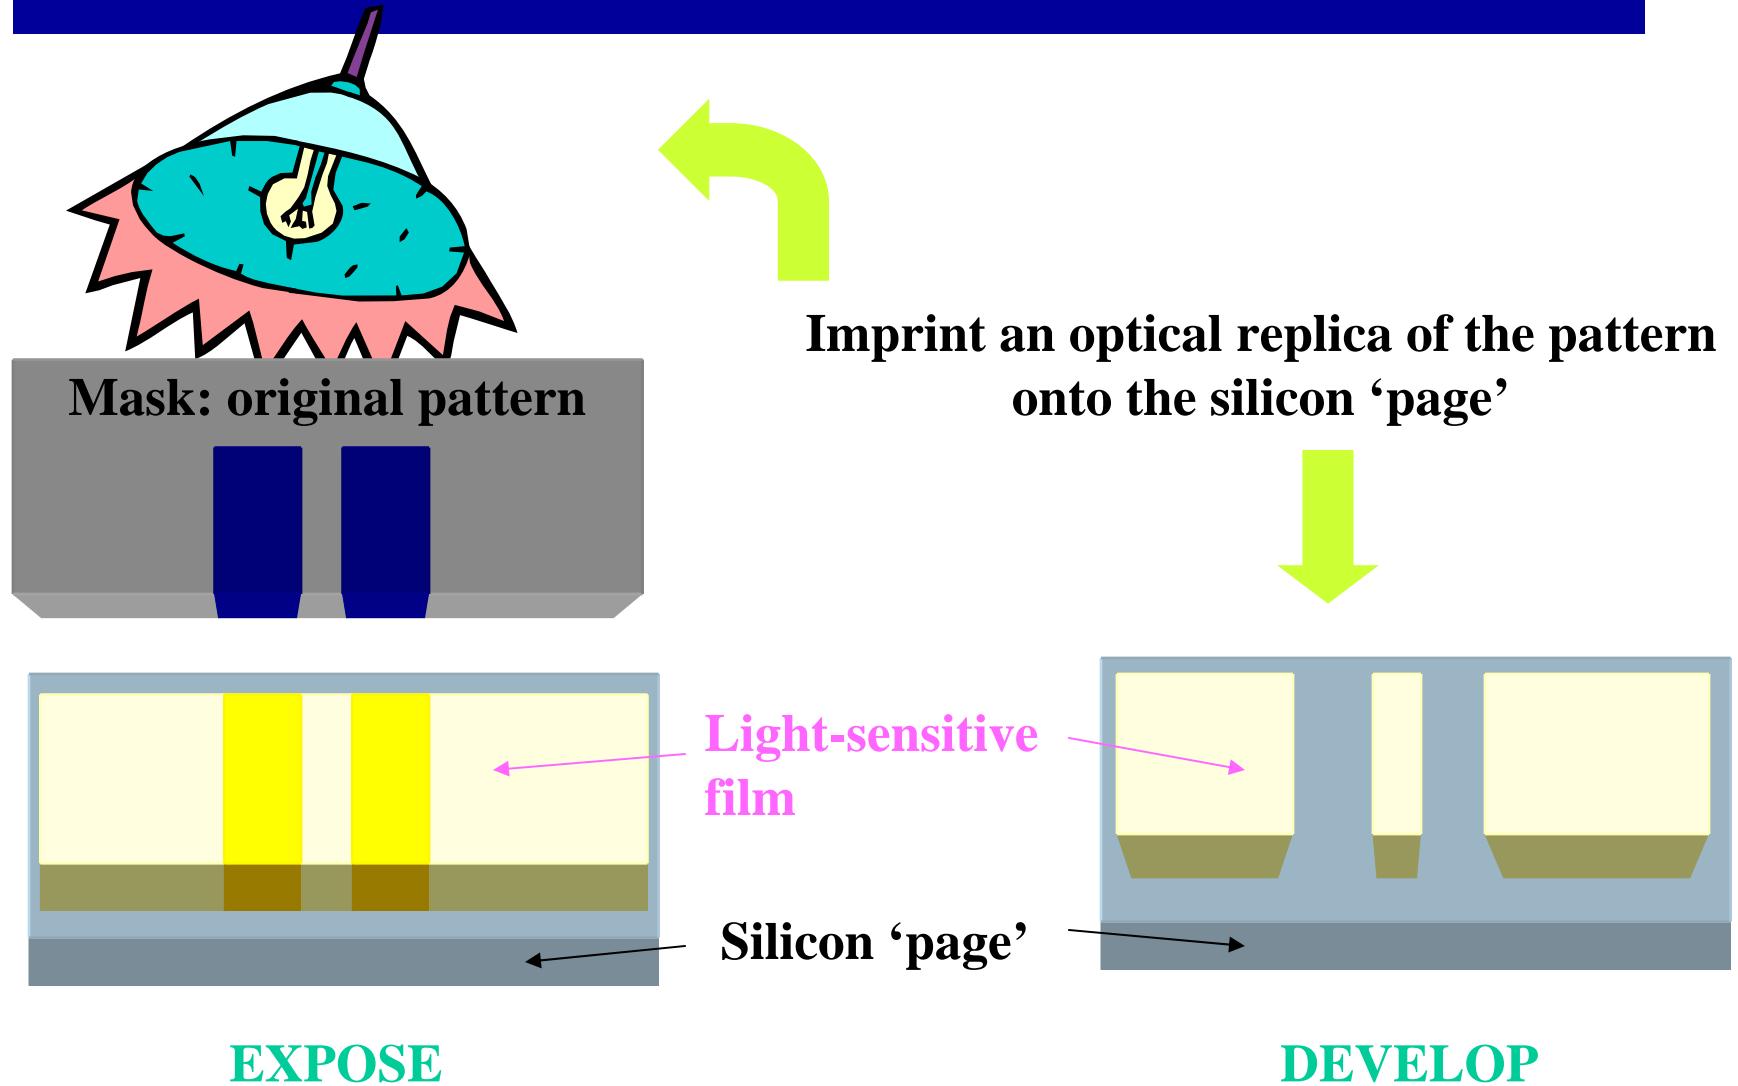 Imprint an optical replica of the pattern
onto the silicon ‘page’
Mask: original pattern
Light-sensitive
film
Silicon ‘page’
EXPOSE
DEVELOP